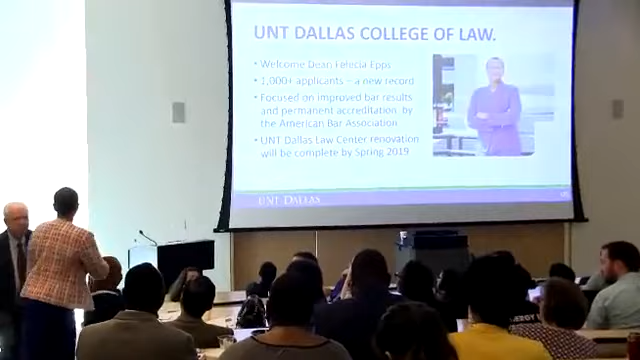 UNT DALLAS COLLEGE OF LAW.
• Welcome Dean Felecia Epps
• 1,000+ applicants – a new record
• Focused on improved bar results
and permanent accreditation by
the American Bar Association
• UNT Dallas Law Center renovation
will be complete by Spring 2019
UNT DALLAS